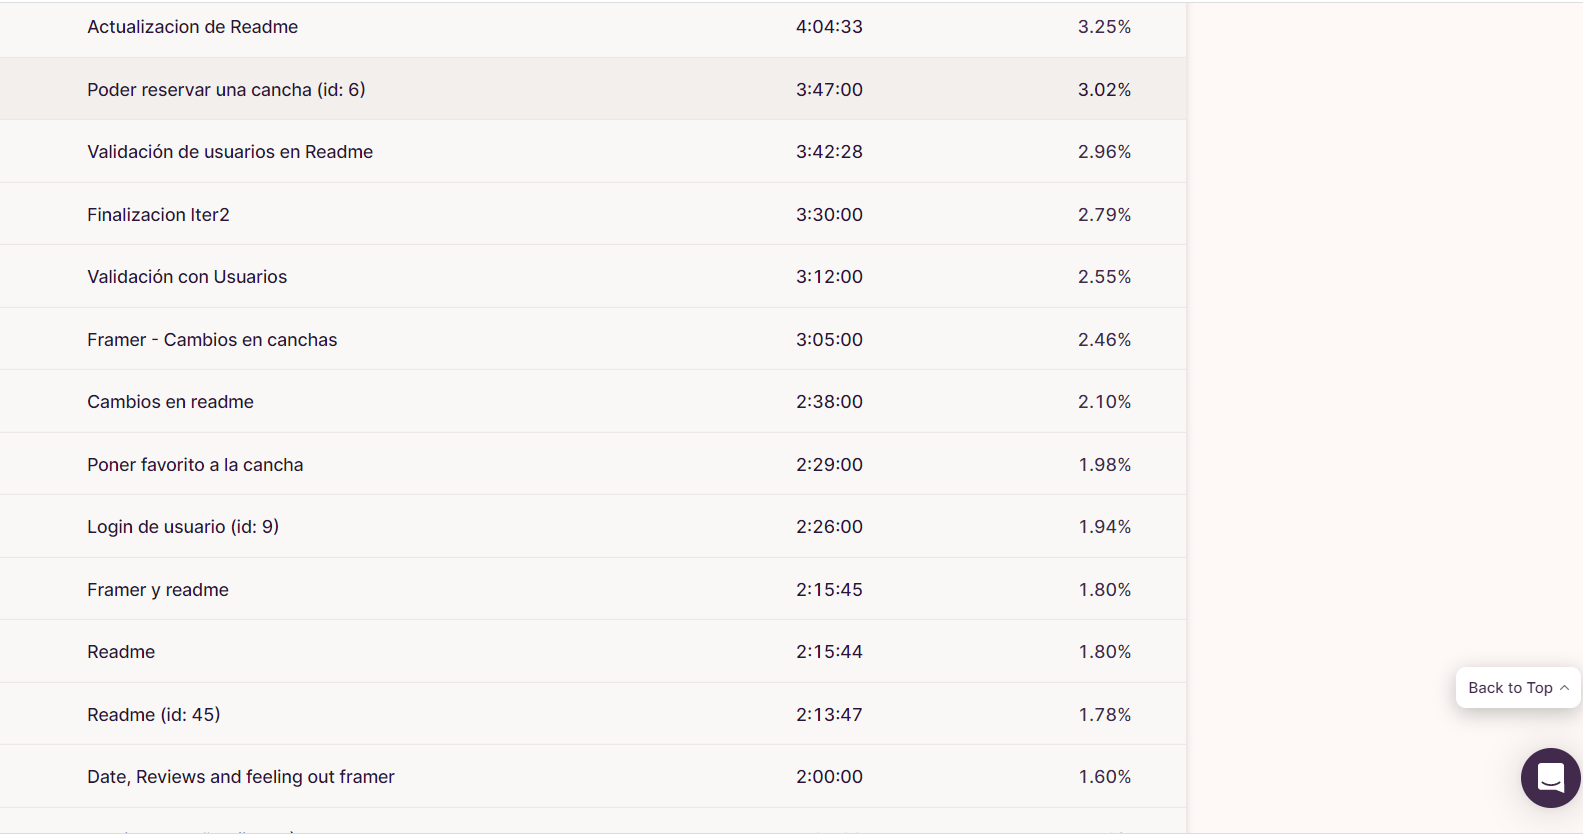 Actualizacion de Readme 4:04:33 3.25%
Poder reservar una cancha (id: 6) 3:47:00 3.02%
Validación de usuarios en Readme 3:42:28 2.96%
Finalizacion Iter2 3:30:00 2.79%
Validación con Usuarios 3:12:00 2.55%
Framer - Cambios en canchas 3:05:00 2.46%
Cambios en readme 2:38:00 2.10%
Poner favorito a la cancha 2:29:00 1.98%
Login de usuario (id: 9) 2:26:00 1.94%
Framer y readme 2:15:45 1.80%
Readme 2:15:44 1.80%
Readme (id: 45) 2:13:47 1.78%
Back to Top
Date, Reviews and feeling out framer 2:00:00 1.60%